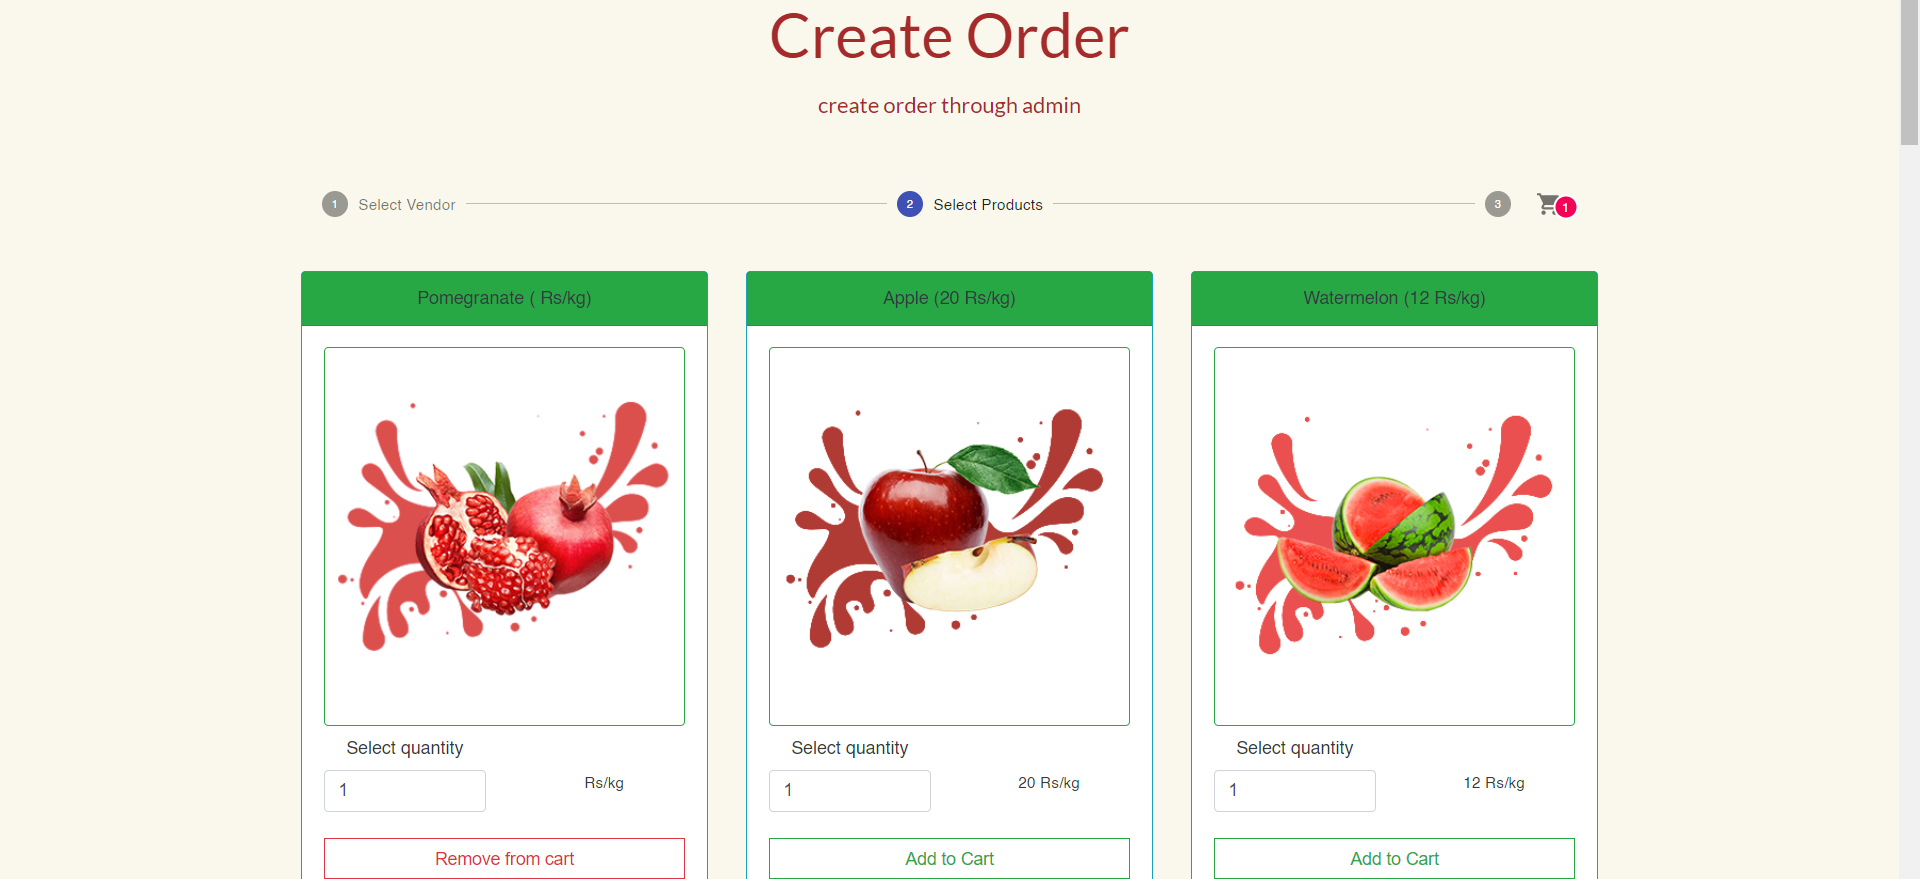 Create Order
create order through admin
1 Select Vendor 2 Select Products 3 1
Pomegranate ( Rs/kg) Apple (20 Rs/kg) Watermelon (12 Rs/kg)
Select quantity Select quantity Select quantity
1 Rs/kg 1 20 Rs/kg 1 12 Rs/kg
Remove from cart Add to Cart Add to Cart